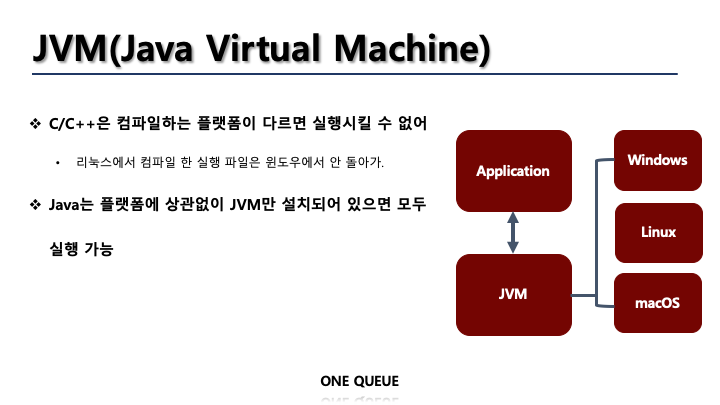 JVM(Java Virtual Machine)
❖ C/C++은 컴파일하는 플랫폼이 다르면 실행시킬 수 없어
• 리눅스에서 컴파일 한 실행 파일은 윈도우에서 안 돌아가.
❖ Java는 플랫폼에 상관없이 JVM만 설치되어 있으면 모두
실행 가능
Application
JVM
Windows
Linux
macOS
ONE QUEUE